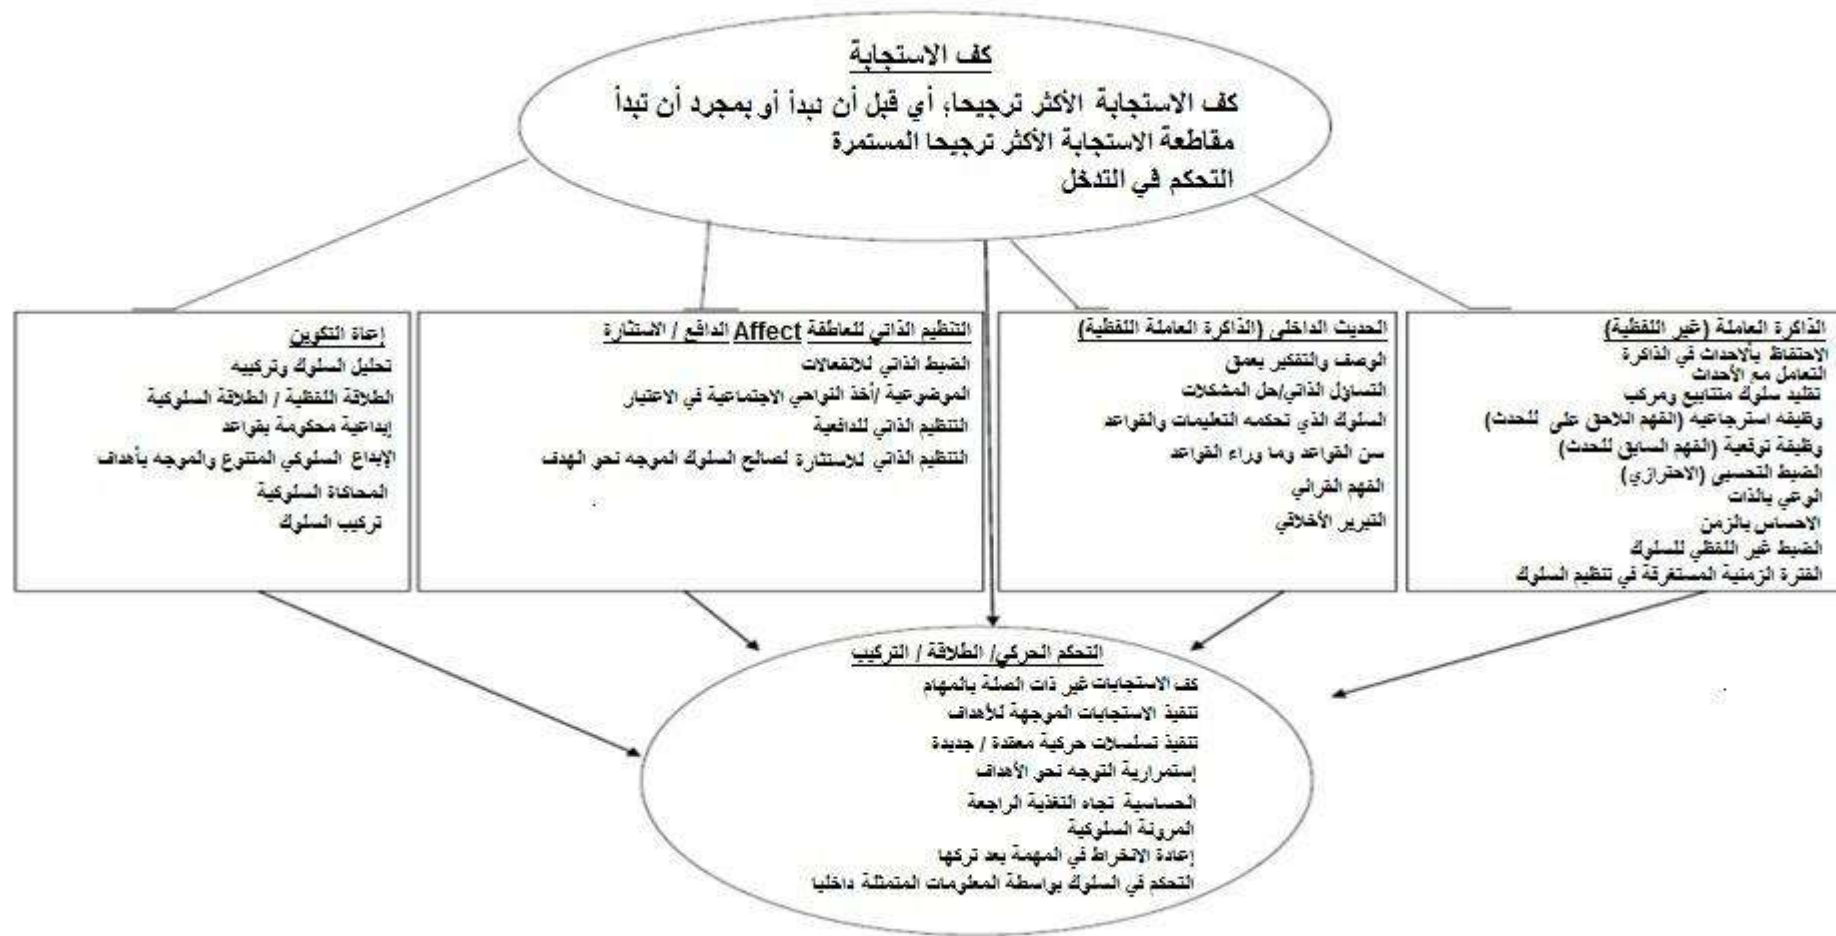 كف الاستجابة
كف الاستجابة الأكثر ترجيحا؛ أي قبل أن تبدأ أو بمجرد أن تبدأ
مقاطعة الاستجابة الأكثر ترجيحا المستمرة
التحكم في التدخل
الذاكرة العاملة (غير اللفظية)
الاحتفاظ بالأحداث في الذاكرة
التعامل مع الأحداث
تقليد سلوك متتابع ومركب
وظيفه استرجاعيه (الفهم اللاحق على للحدث)
وظيفة توقعية (الفهم السابق للحدث)
الضبط التحسبي (الاحترازي)
الوعي بالذات
الاحساس بالزمن
الضبط غير اللفظي للسلوك
الفترة الزمنية المستغرقة في تنظيم السلوك
الحديث الداخلى (الذاكرة العاملة اللفظية)
الوصف والتفكير بعمق
التساؤل الذاتي/حل المشكلات
السلوك الذي تحكمه التعليمات والقواعد
سن القواعد وما وراء القواعد
الفهم القرائي
التبرير الأخلاقي
التنظيم الذاتي للعاطفة Affect الدافع / الاستثارة
الضبط الذاتي للانفعالات
الموضوعية /أخذ النواحي الاجتماعية في الاعتبار
التنظيم الذاتي للدافعية
التنظيم الذاتي للاستثارة لصالح السلوك الموجه نحو الهدف
إعاة التكوين
تحليل السلوك وتركيبه
الطلاقة اللفظية / الطلاقة السلوكية
إبداعية محكومة بقواعد
الإبداع السلوكي المتنوع والموجه بأهداف
المحاكاة السلوكية
تركيب السلوك
التحكم الحركي/ الطلاقة / التركيب
كف الاستجابات غير ذات الصلة بالمهام
تنفيذ الاستجابات الموجهة للأهداف
تنفيذ تسلسلات حركية معقدة / جديدة
إستمرارية التوجه نحو الأهداف
الحساسية تجاه التغذية الراجعة
المرونة السلوكية
إعادة الانخراط في المهمة بعد تركها
التحكم في السلوك بواسطة المعلومات المتمثلة داخليا